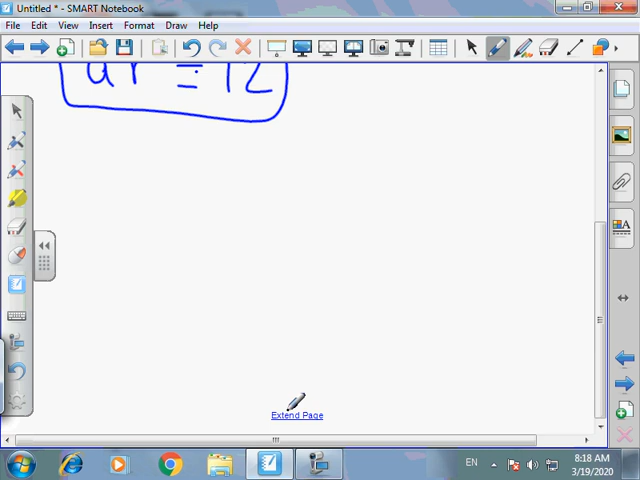 Untitled * - SMART Notebook
File Edit View Insert Format Draw Help
= 12
Extend Page
EN
8:18 AM
3/19/2020